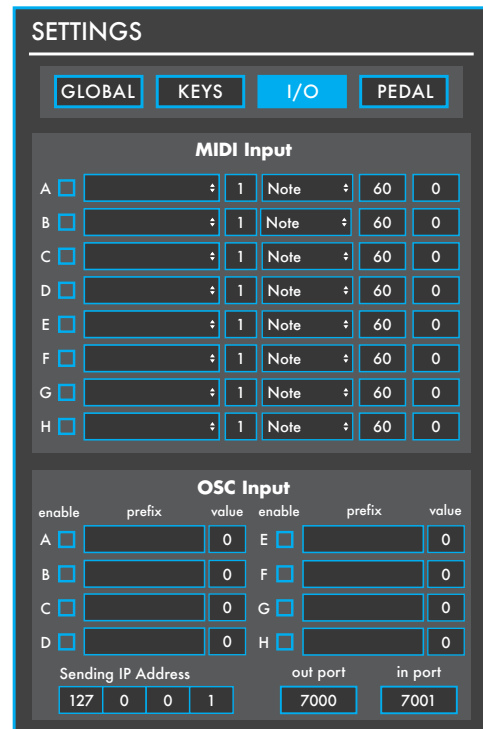 SETTINGS
GLOBAL KEYS I/O PEDAL
MIDI Input
A 1 Note 60 0
B 1 Note 60 0
C 1 Note 60 0
D 1 Note 60 0
E 1 Note 60 0
F 1 Note 60 0
G 1 Note 60 0
H 1 Note 60 0
OSC Input
enable prefix value enable prefix value
A 0 E 0
B 0 F 0
C 0 G 0
D 0 H 0
Sending IP Address out port in port
127 0 0 1 7000 7001